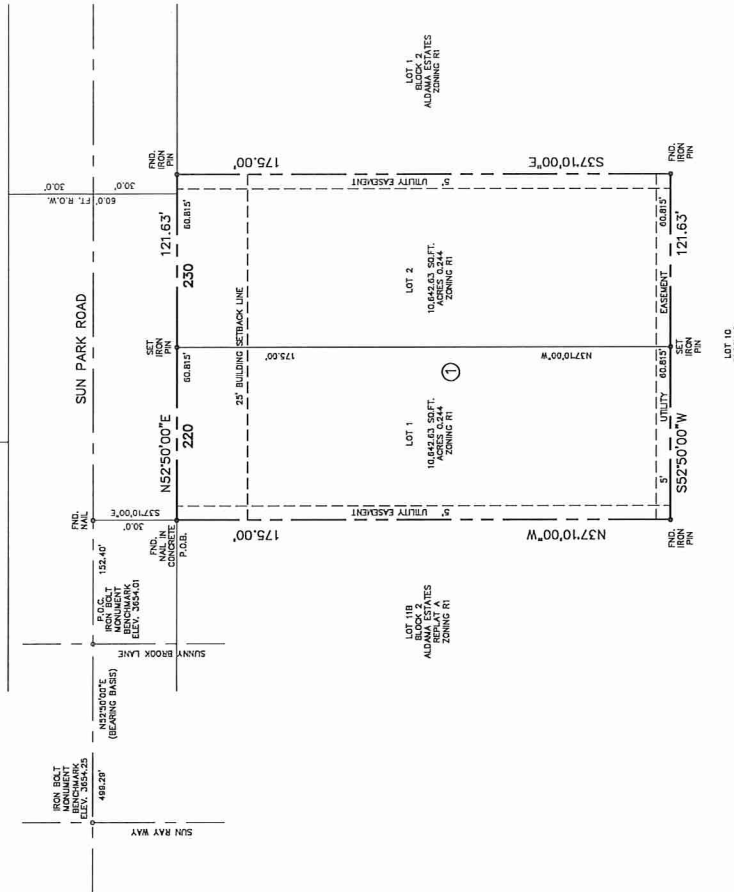 LOT 1
BLOCK 2
ALDAMA ESTATES
ZONING R1
30.0'
30.0'
60.0' FT. R.O.W.
SUN PARK ROAD
FND.
IRON
PIN
121.63'
60.815'
230
SET
IRON
PIN
60.815'
N52°50'00"E
220
FND.
NAIL
S37°10'00"E
30.0'
FND.
NAIL IN
CONCRETE
P.O.B.
152.40'
P.O.C.
IRON BOLT
MONUMENT
BENCHMARK
ELEV. 3654.01
SUNNY BROOK LANE
N52°50'00"E
(BEARING BASIS)
IRON BOLT
MONUMENT
BENCHMARK
ELEV. 3654.25
499.29'
SUN RAY WAY
175.00'
S37°10'00"E
5' UTILITY EASEMENT
25' BUILDING SETBACK LINE
LOT 2
10,642.63 SQ.FT.
ACRES 0.244
ZONING R1
175.00'
N37°10'00"W
1
LOT 1
10,642.63 SQ.FT.
ACRES 0.244
ZONING R1
5' UTILITY EASEMENT
175.00'
N37°10'00"W
LOT 11B
BLOCK 2
ALDAMA ESTATES
REPLAT A
ZONING R1
FND.
IRON
PIN
121.63'
60.815'
EASEMENT
SET
IRON
PIN
60.815'
UTILITY
5'
S52°50'00"W
FND.
IRON
PIN
LOT 10